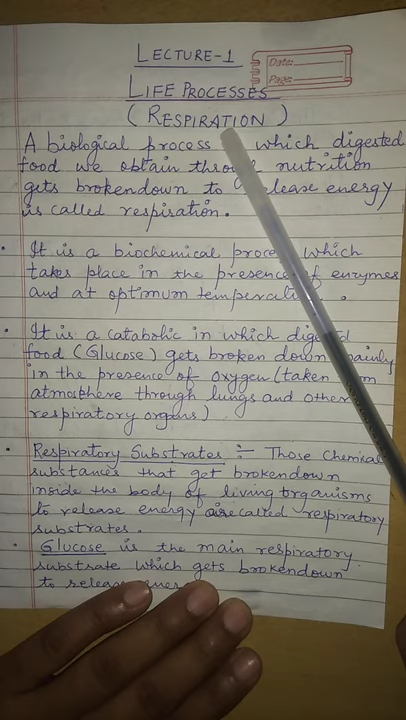 LECTURE-1
Date:
LIFE PROCESSES
Page:
(RESPIRATION)
A biological process which digested
food we obtain through nutrition
gets brokendown to release energy
is called respiration.
It is a biochemical process which
takes place in the presence of enzymes
and at optimum temperature.
It is a catabolic in which digested
food (Glucose) gets broken down mainly
in the presence of oxygen (taken from
atmosphere through lungs and other
respiratory organs)
Respiratory Substrates :- Those Chemical
substances that get brokendown
inside the body of living organisms
to release energy are called respiratory
substrates.
Glucose is the main respiratory
substrate which gets brokendown
to release